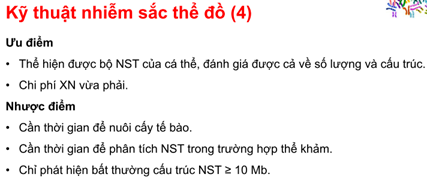 Kỹ thuật nhiễm sắc thể đồ (4)
Ưu điểm
• Thể hiện được bộ NST của cá thể, đánh giá được cả về số lượng và cấu trúc.
• Chi phí XN vừa phải.
Nhược điểm
• Cần thời gian để nuôi cấy tế bào.
• Cần thời gian để phân tích NST trong trường hợp thể khảm.
• Chỉ phát hiện bất thường cấu trúc NST ≥ 10 Mb.